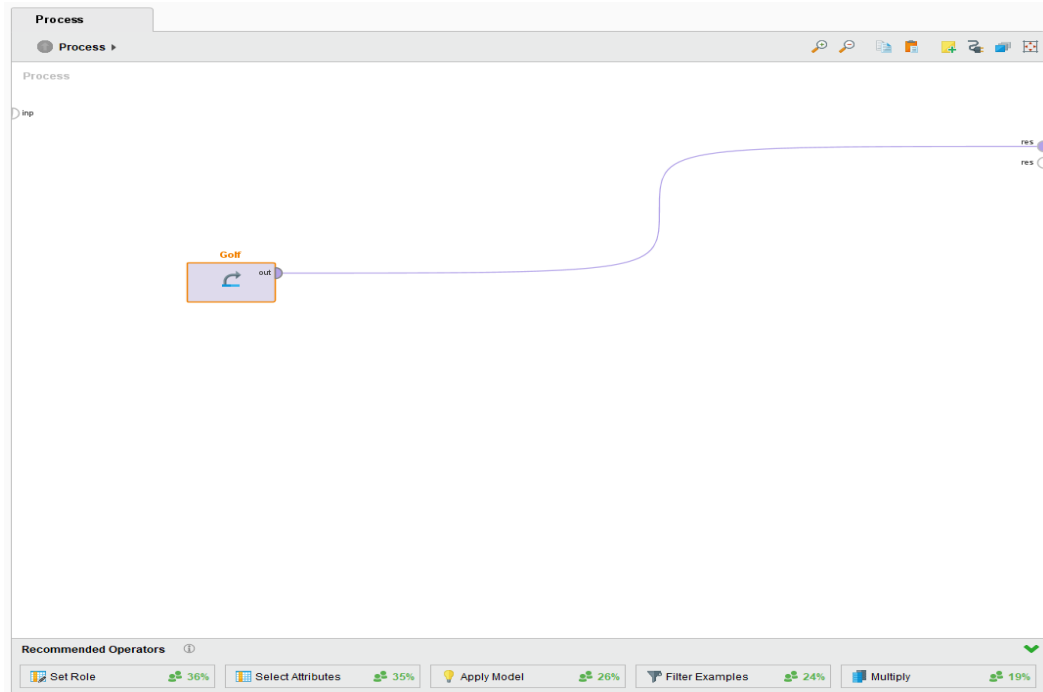 Process
Process
Process
inp
res
res
Golf
out
Recommended Operators
Set Role 36% Select Attributes 35% Apply Model 26% Filter Examples 24% Multiply 19%